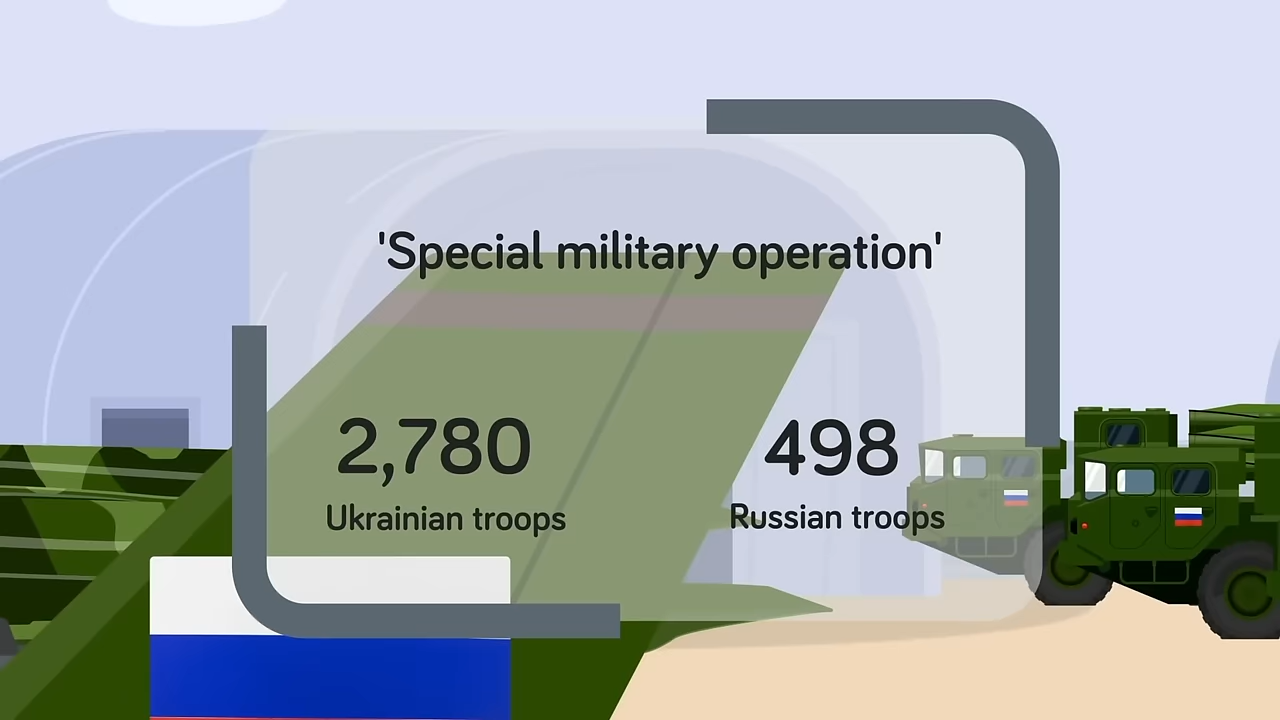 'Special military operation'
2,780 498
Ukrainian troops Russian troops